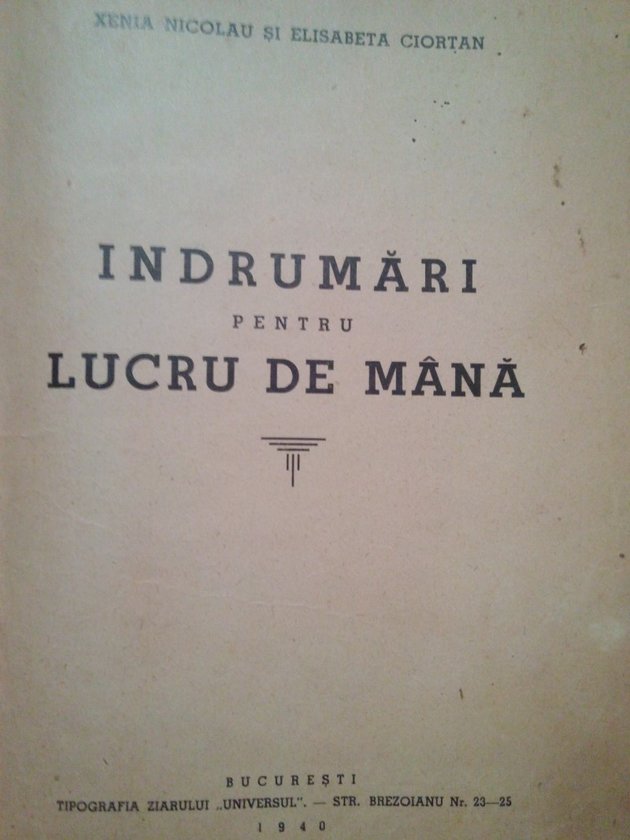 XENIA NICOLAU ȘI ELISABETA CIORȚAN
INDRUMĂRI
PENTRU
LUCRU DE MÂNĂ
BUCUREȘTI
TIPOGRAFIA ZIARULUI „UNIVERSUL”. — STR. BREZOIANU Nr. 23—25
1940